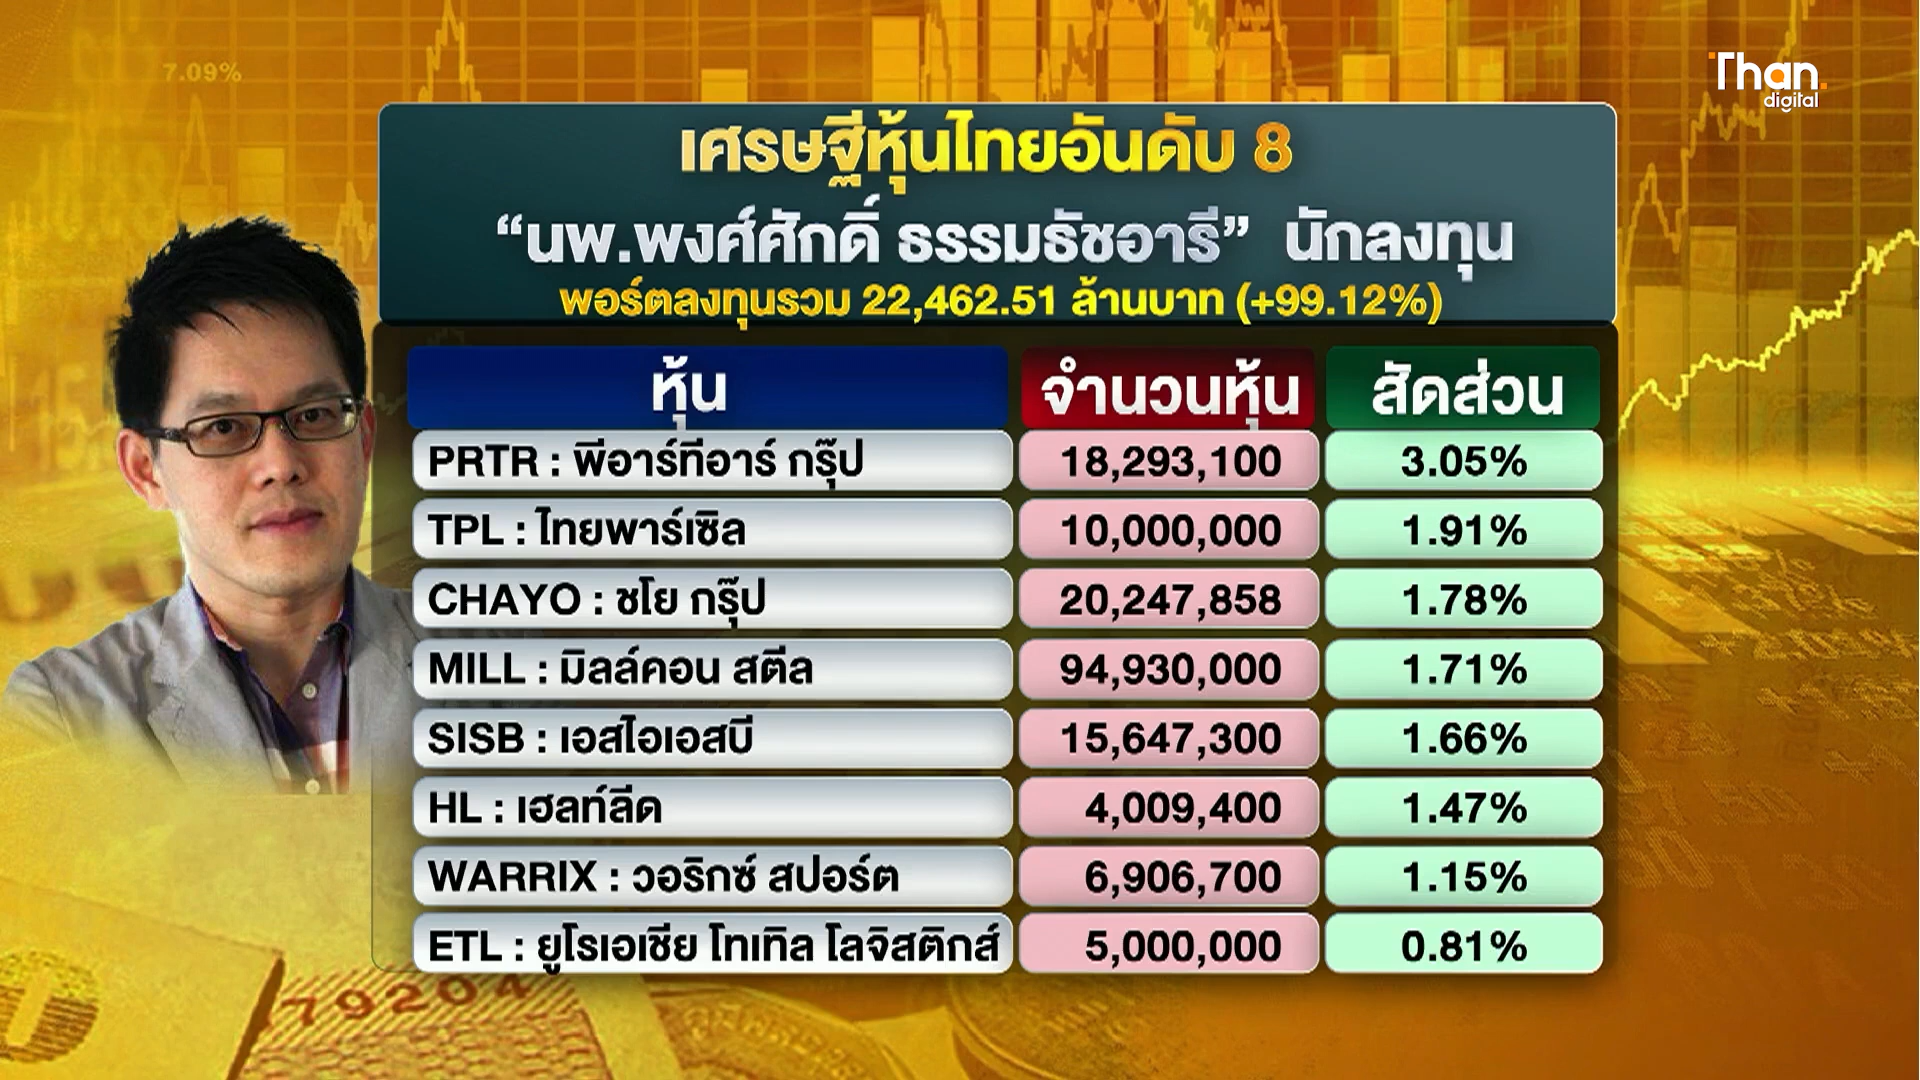 7.09%
Than.
digital
เศรษฐีหุ้นไทยอันดับ 8
“นพ.พงศ์ศักดิ์ ธรรมธัชอารี” นักลงทุน
พอร์ตลงทุนรวม 22,462.51 ล้านบาท (+99.12%)
หุ้น จำนวนหุ้น สัดส่วน
PRTR : พีอาร์ทีอาร์ กรุ๊ป 18,293,100 3.05%
TPL : ไทยพาร์เซิล 10,000,000 1.91%
CHAYO : ชโย กรุ๊ป 20,247,858 1.78%
MILL : มิลล์คอน สตีล 94,930,000 1.71%
SISB : เอสไอเอสบี 15,647,300 1.66%
HL : เฮลท์ลีด 4,009,400 1.47%
WARRIX : วอริกซ์ สปอร์ต 6,906,700 1.15%
ETL : ยูโรเอเชีย โทเทิล โลจิสติกส์ 5,000,000 0.81%
79204